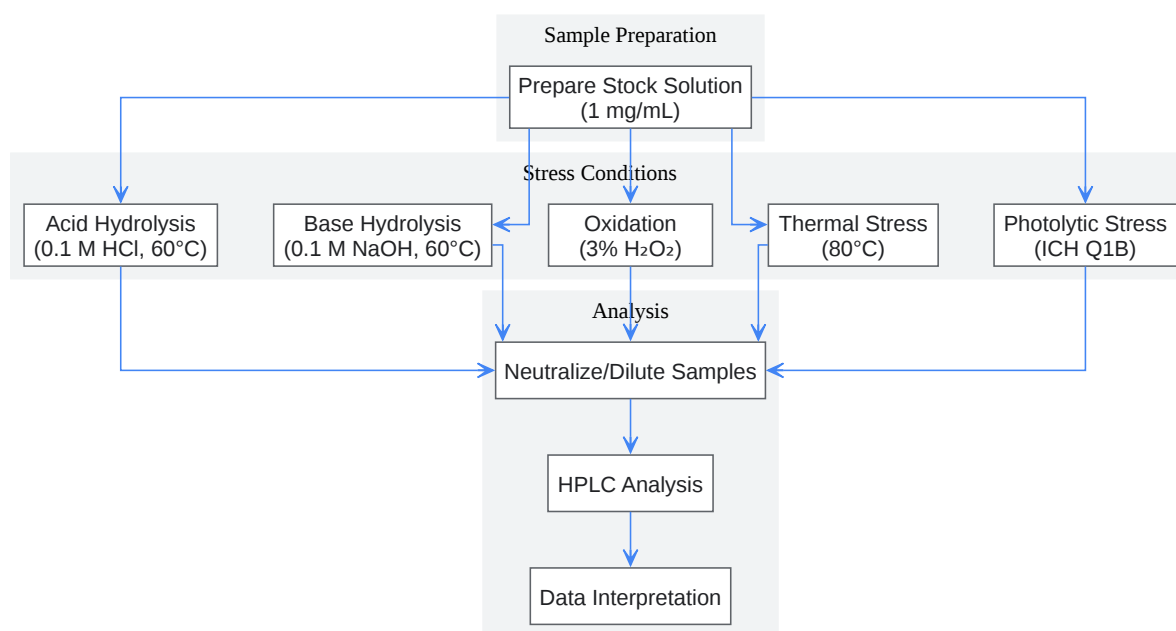 Sample Preparation
Prepare Stock Solution
(1 mg/mL)
Stress Conditions
Acid Hydrolysis
(0.1 M HCl, 60°C)
Base Hydrolysis
(0.1 M NaOH, 60°C)
Oxidation
(3% H₂O₂)
Thermal Stress
(80°C)
Photolytic Stress
(ICH Q1B)
Analysis
Neutralize/Dilute Samples
HPLC Analysis
Data Interpretation